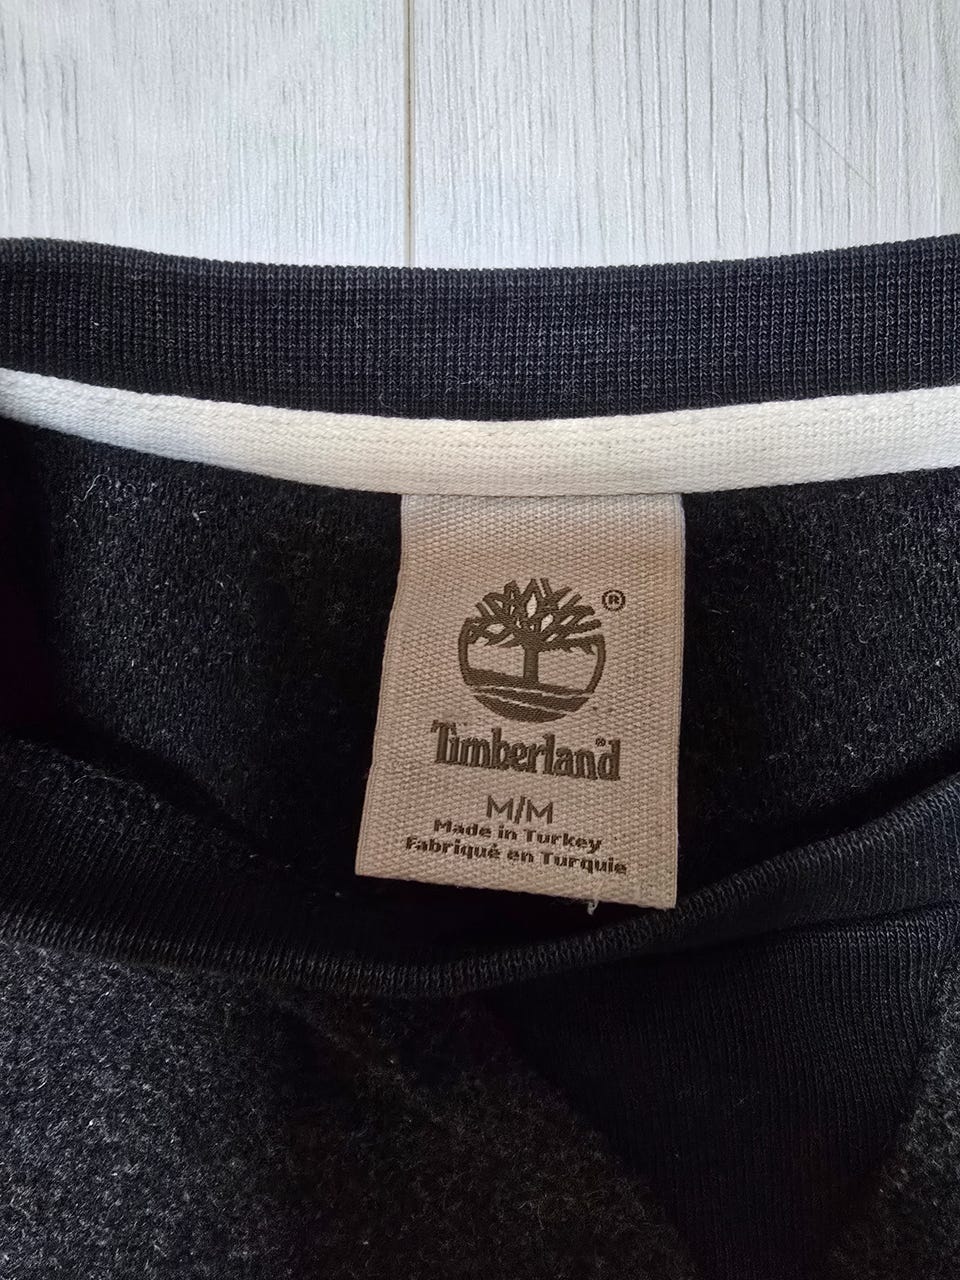 ®
Timberland®
M/M
Made in Turkey
Fabriqué en Turquie